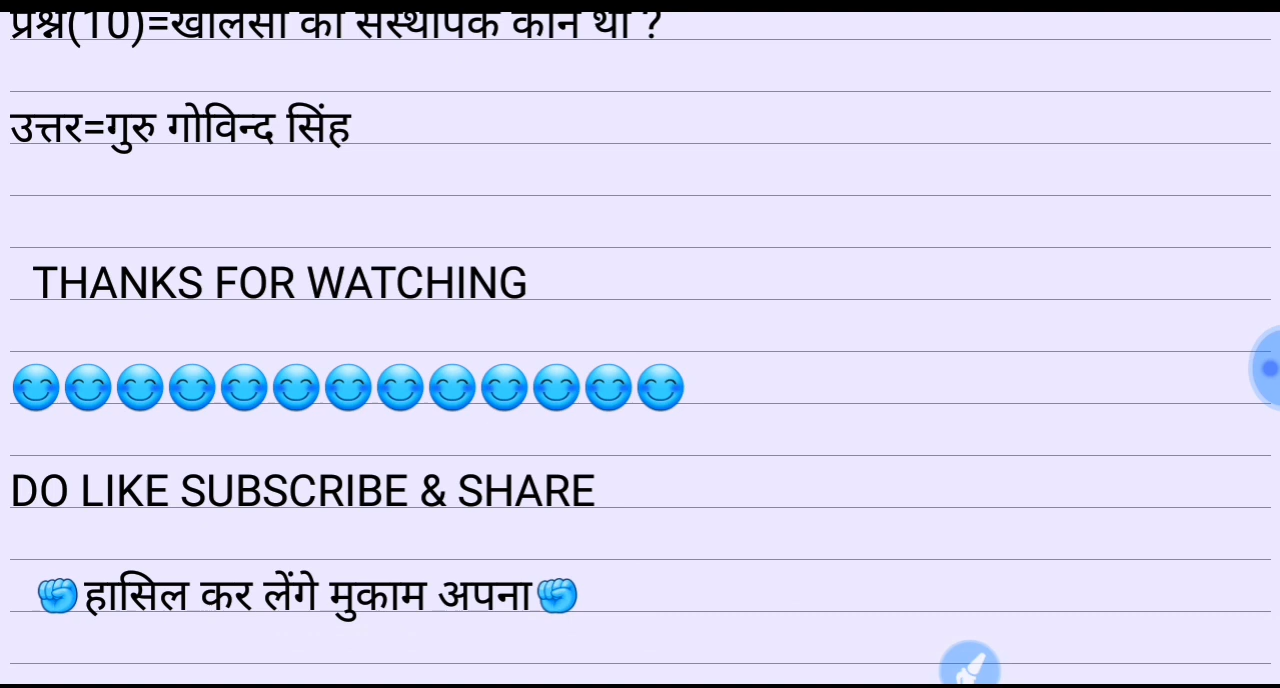 प्रश्न(10)=खालसा का संस्थापक कौन था ?
उत्तर=गुरु गोविन्द सिंह
THANKS FOR WATCHING
😊😊😊😊😊😊😊😊😊😊😊😊😊
DO LIKE SUBSCRIBE & SHARE
✊हासिल कर लेंगे मुकाम अपना✊